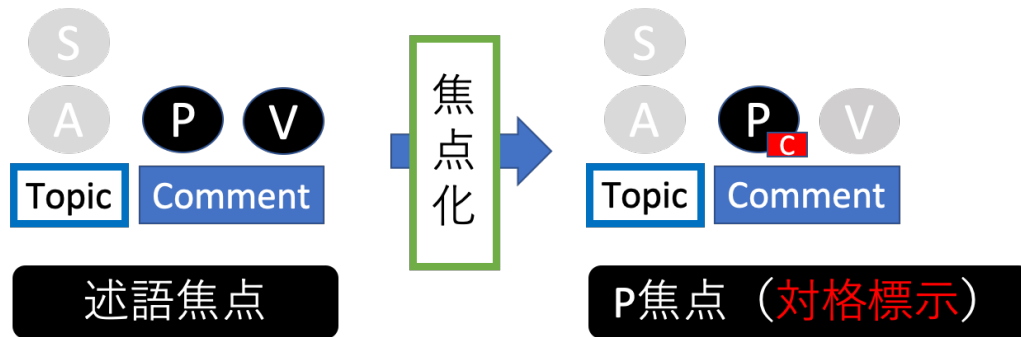 S
A P V
Topic Comment
述語焦点
焦点化
S
A P C V
Topic Comment
P焦点（対格標示）